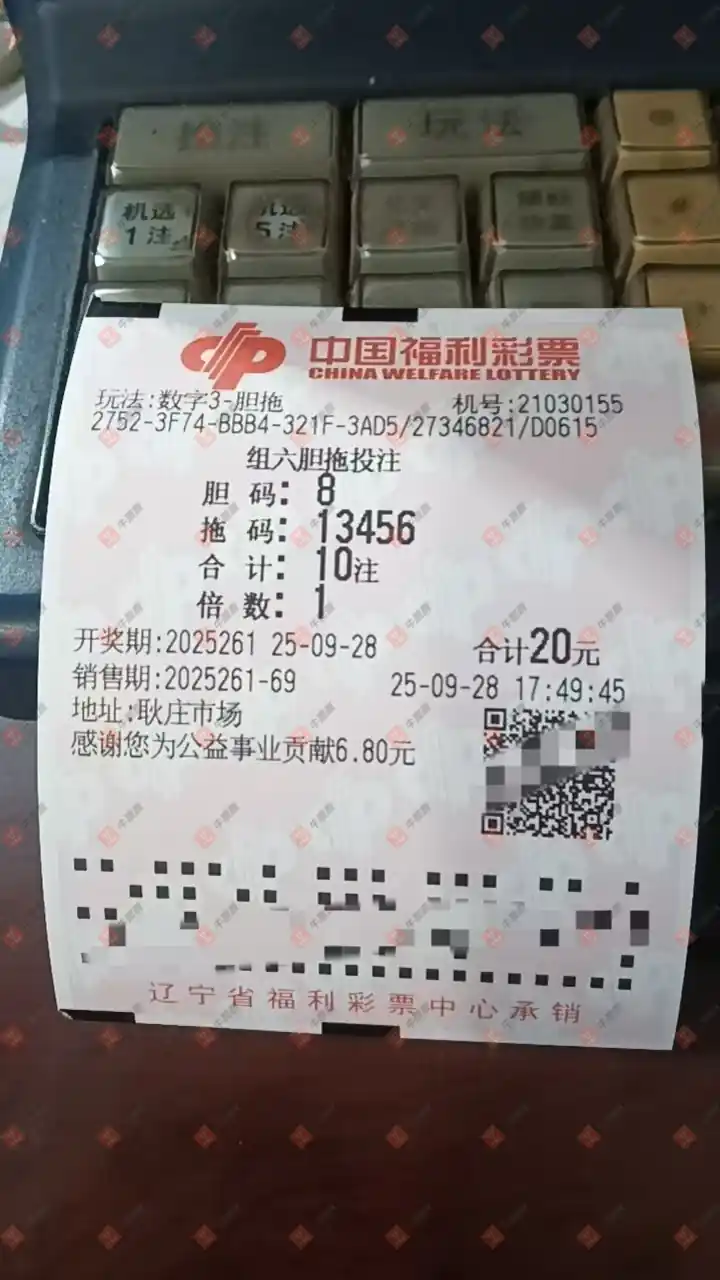 机选
1注
机选
5注
中国福利彩票
CHINA WELFARE LOTTERY
玩法:数字3-胆拖 机号:21030155
2752-3F74-BBB4-321F-3AD5/27346821/D0615
组六胆拖投注
胆 码: 8
拖 码: 13456
合 计: 10注
倍 数: 1
开奖期:2025261 25-09-28 合计20元
销售期:2025261-69 25-09-28 17:49:45
地址:耿庄市场
感谢您为公益事业贡献6.80元
辽宁省福利彩票中心承销